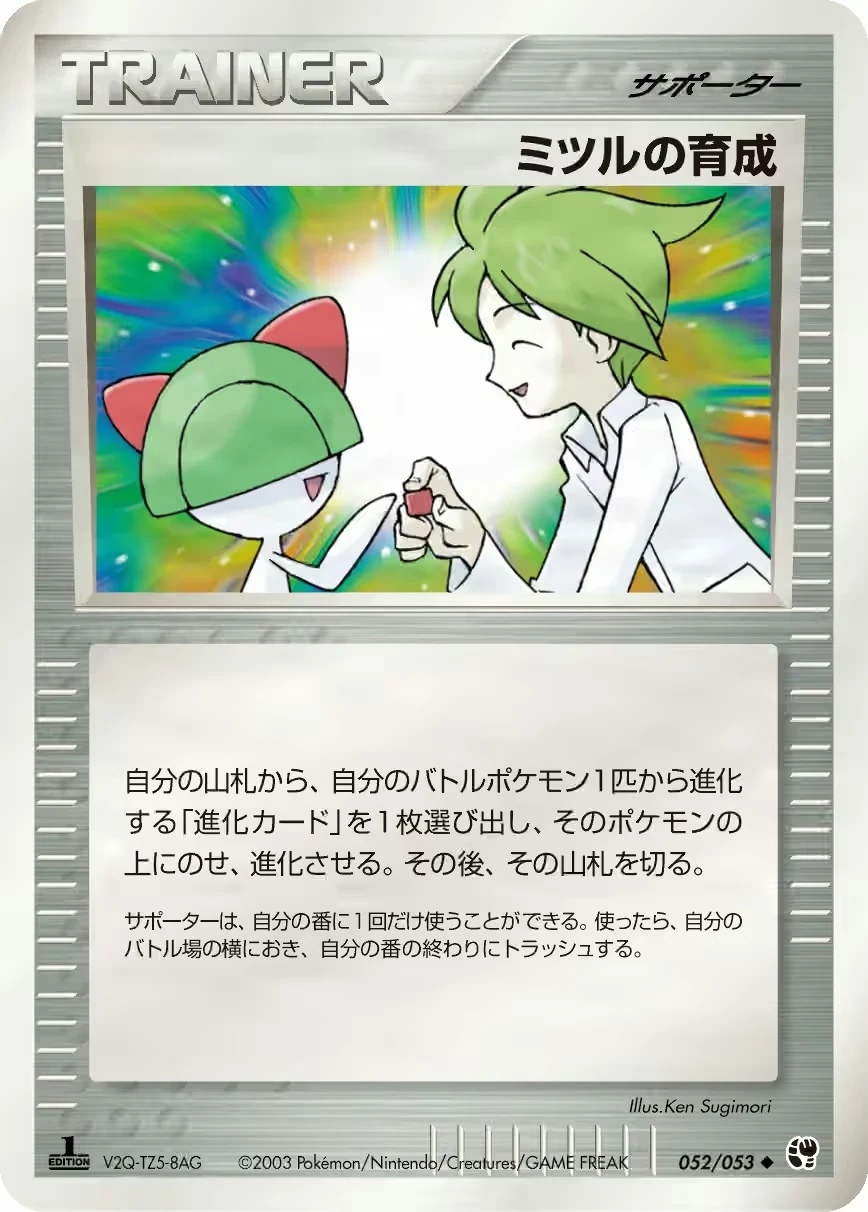 TRAINER
サポーター
ミツルの育成
自分の山札から、自分のバトルポケモン1匹から進化
する「進化カード」を1枚選び出し、そのポケモンの
上にのせ、進化させる。その後、その山札を切る。
サポーターは、自分の番に1回だけ使うことができる。使ったら、自分の
バトル場の横におき、自分の番の終わりにトラッシュする。
Illus.Ken Sugimori
1 EDITION V2Q-TZ5-8AG ©2003 Pokémon/Nintendo/Creatures/GAME FREAK 052/053 ◆